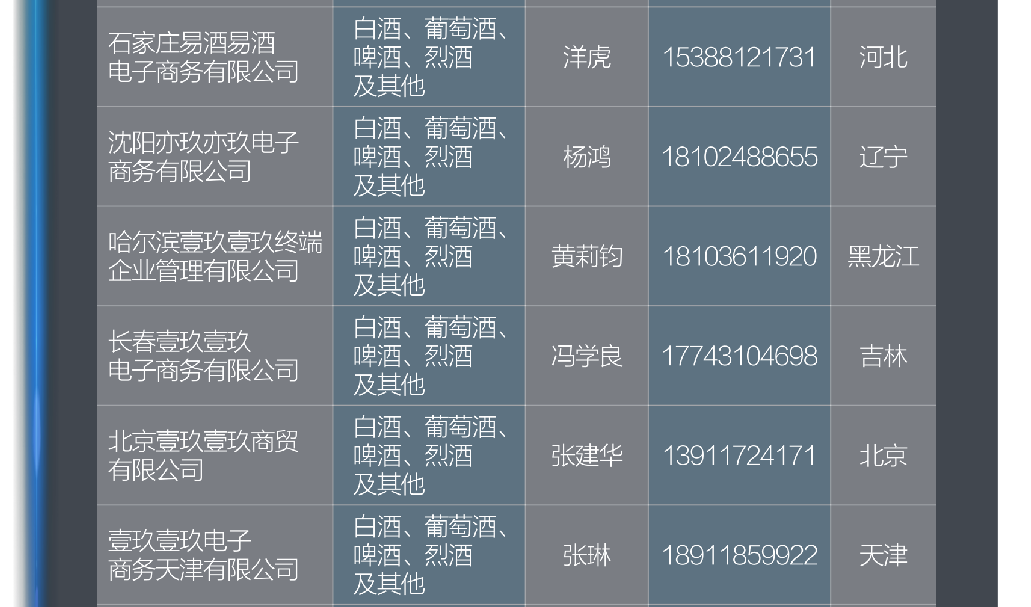 石家庄易酒易酒
电子商务有限公司
白酒、葡萄酒、
啤酒、烈酒
及其他
洋虎
15388121731
河北
沈阳亦玖亦玖电子
商务有限公司
白酒、葡萄酒、
啤酒、烈酒
及其他
杨鸿
18102488655
辽宁
哈尔滨壹玖壹玖终端
企业管理有限公司
白酒、葡萄酒、
啤酒、烈酒
及其他
黄莉钧
18103611920
黑龙江
长春壹玖壹玖
电子商务有限公司
白酒、葡萄酒、
啤酒、烈酒
及其他
冯学良
17743104698
吉林
北京壹玖壹玖商贸
有限公司
白酒、葡萄酒、
啤酒、烈酒
及其他
张建华
13911724171
北京
壹玖壹玖电子
商务天津有限公司
白酒、葡萄酒、
啤酒、烈酒
及其他
张琳
18911859922
天津